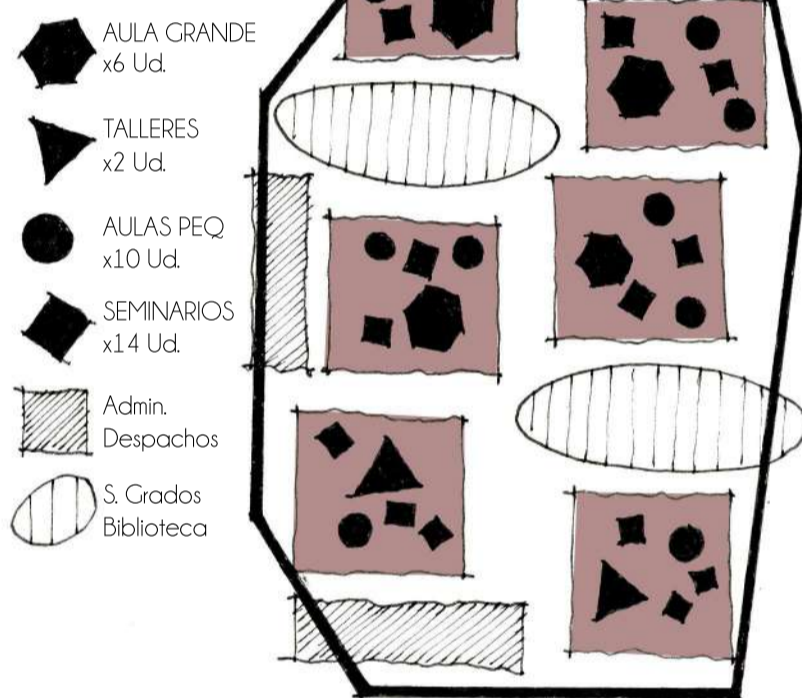 AULA GRANDE
x6 Ud.
TALLERES
x2 Ud.
AULAS PEQ
x10 Ud.
SEMINARIOS
x14 Ud.
Admin.
Despachos
S. Grados
Biblioteca